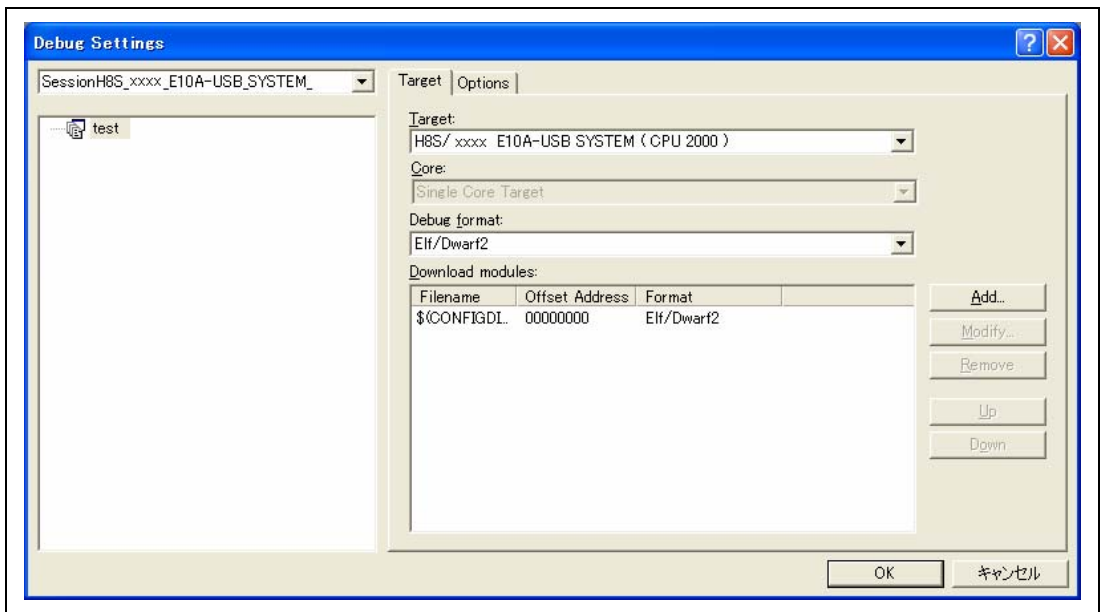 Debug Settings
SessionH8S_xxxx_E10A-USB_SYSTEM_
Target Options
test
Target:
H8S/ xxxx E10A-USB SYSTEM ( CPU 2000 )
Core:
Single Core Target
Debug format:
Elf/Dwarf2
Download modules:
Filename Offset Address Format
$(CONFIGDI... 00000000 Elf/Dwarf2
Add...
Modify...
Remove
Up
Down
OK キャンセル